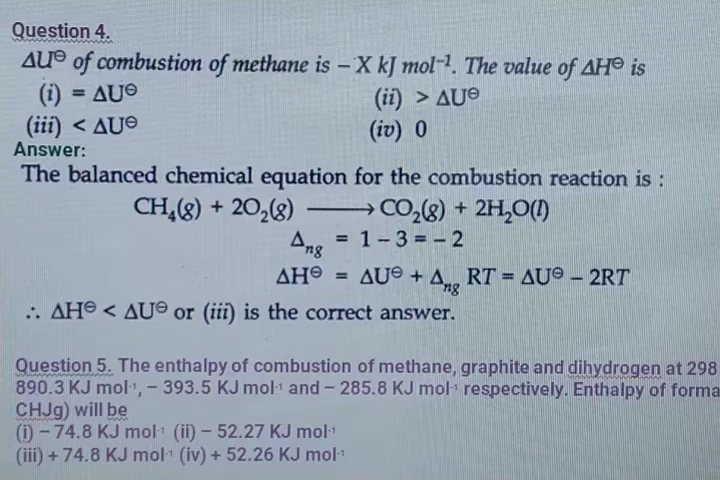 Question 4.
ΔU⊖ of combustion of methane is – X kJ mol⁻¹. The value of ΔH⊖ is
(i) = ΔU⊖ (ii) > ΔU⊖
(iii) < ΔU⊖ (iv) 0
Answer:
The balanced chemical equation for the combustion reaction is :
CH₄(g) + 2O₂(g) ⟶ CO₂(g) + 2H₂O(l)
Δng = 1 – 3 = – 2
ΔH⊖ = ΔU⊖ + Δng RT = ΔU⊖ – 2RT
∴ ΔH⊖ < ΔU⊖ or (iii) is the correct answer.
Question 5. The enthalpy of combustion of methane, graphite and dihydrogen at 298
890.3 KJ mol⁻¹, – 393.5 KJ mol⁻¹ and – 285.8 KJ mol⁻¹ respectively. Enthalpy of forma
CHJg) will be
(i) – 74.8 KJ mol⁻¹ (ii) – 52.27 KJ mol⁻¹
(iii) + 74.8 KJ mol⁻¹ (iv) + 52.26 KJ mol⁻¹